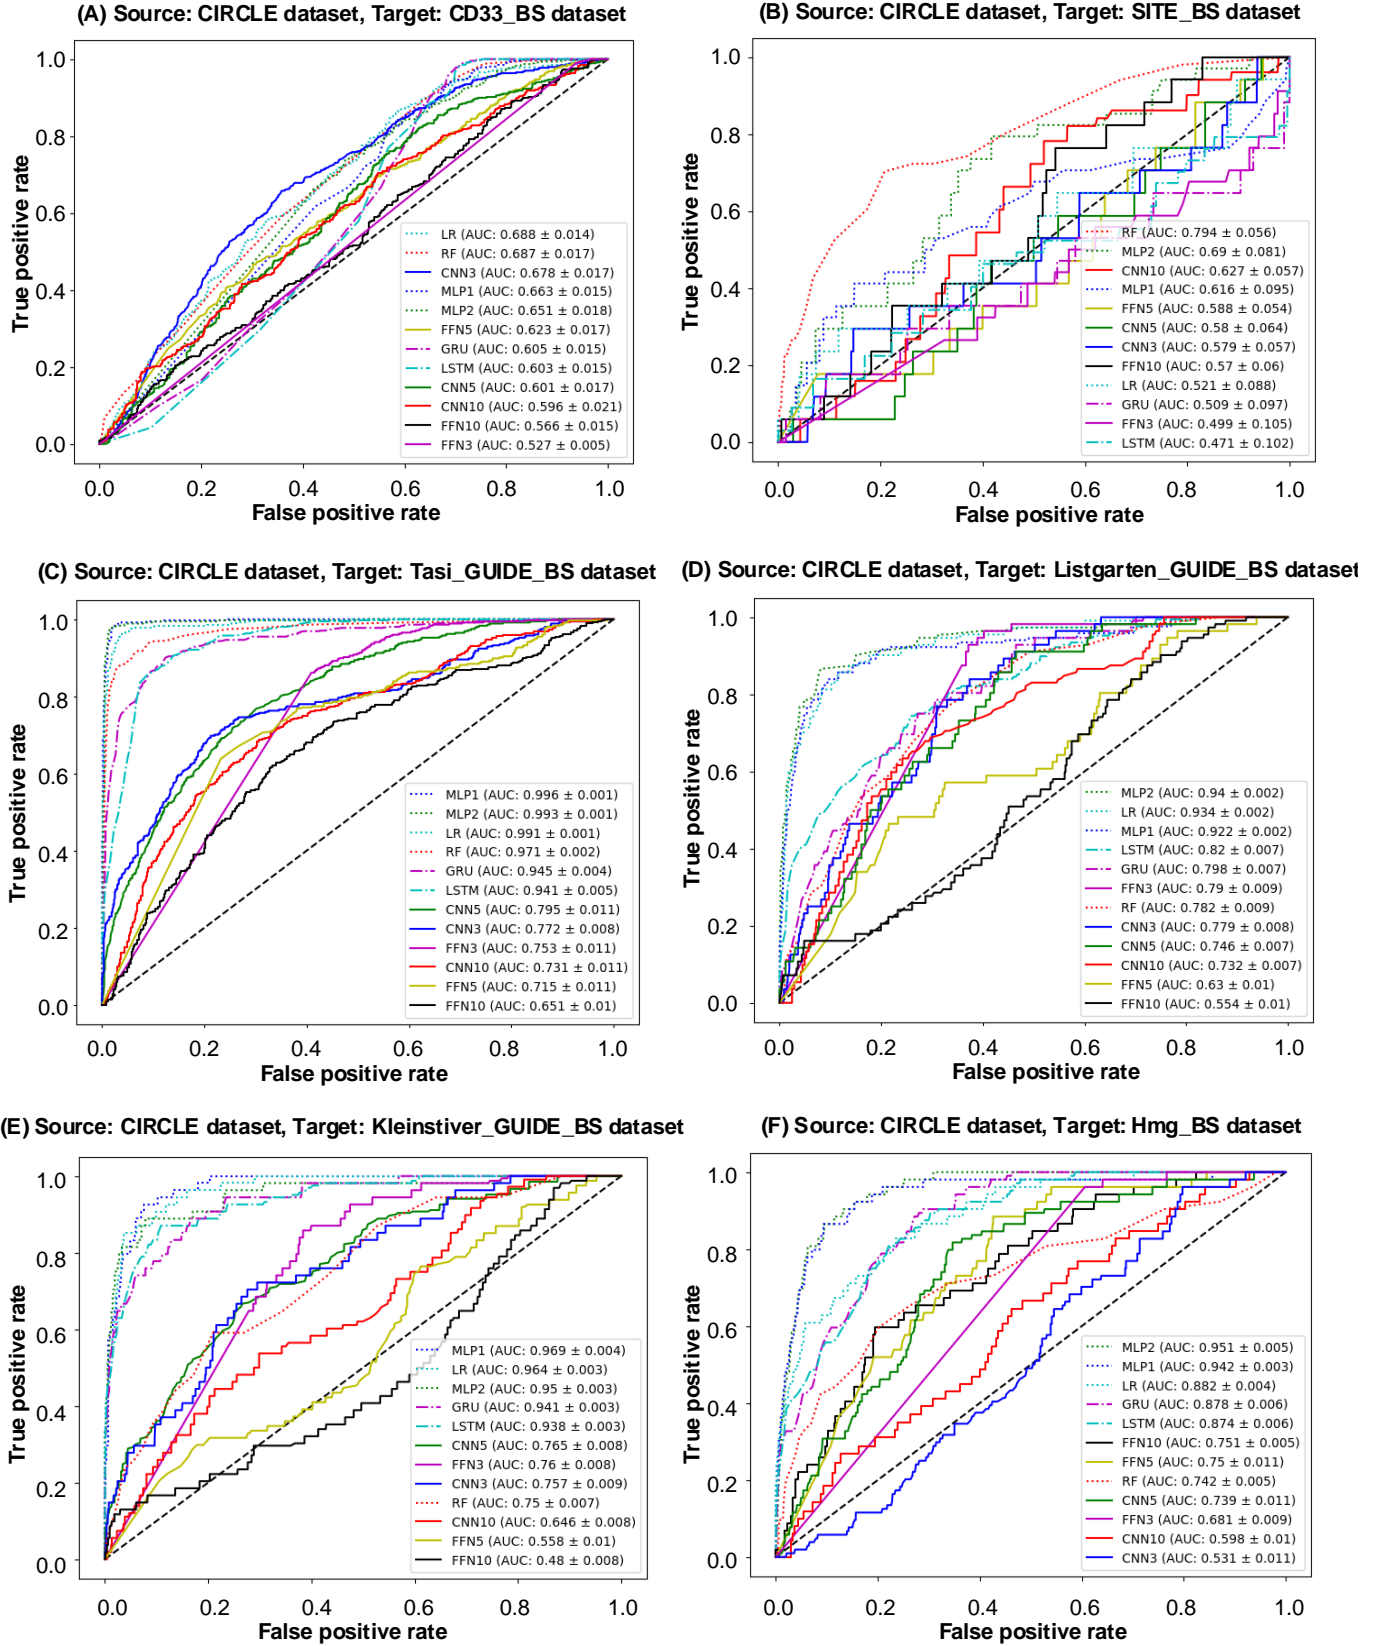 (A) Source: CIRCLE dataset, Target: CD33_BS dataset
True positive rate
1.0
0.8
0.6
0.4
0.2
0.0
LR (AUC: 0.688 ± 0.014)
RF (AUC: 0.687 ± 0.017)
CNN3 (AUC: 0.678 ± 0.017)
MLP1 (AUC: 0.663 ± 0.015)
MLP2 (AUC: 0.651 ± 0.018)
FFN5 (AUC: 0.623 ± 0.017)
GRU (AUC: 0.605 ± 0.015)
LSTM (AUC: 0.603 ± 0.015)
CNN5 (AUC: 0.601 ± 0.017)
CNN10 (AUC: 0.596 ± 0.021)
FFN10 (AUC: 0.566 ± 0.015)
FFN3 (AUC: 0.527 ± 0.005)
0.0 0.2 0.4 0.6 0.8 1.0
False positive rate
(B) Source: CIRCLE dataset, Target: SITE_BS dataset
True positive rate
1.0
0.8
0.6
0.4
0.2
0.0
RF (AUC: 0.794 ± 0.056)
MLP2 (AUC: 0.69 ± 0.081)
CNN10 (AUC: 0.627 ± 0.057)
MLP1 (AUC: 0.616 ± 0.095)
FFN5 (AUC: 0.588 ± 0.054)
CNN5 (AUC: 0.58 ± 0.064)
CNN3 (AUC: 0.579 ± 0.057)
FFN10 (AUC: 0.57 ± 0.06)
LR (AUC: 0.521 ± 0.088)
GRU (AUC: 0.509 ± 0.097)
FFN3 (AUC: 0.499 ± 0.105)
LSTM (AUC: 0.471 ± 0.102)
0.0 0.2 0.4 0.6 0.8 1.0
False positive rate
(C) Source: CIRCLE dataset, Target: Tasi_GUIDE_BS dataset
True positive rate
1.0
0.8
0.6
0.4
0.2
0.0
MLP1 (AUC: 0.996 ± 0.001)
MLP2 (AUC: 0.993 ± 0.001)
LR (AUC: 0.991 ± 0.001)
RF (AUC: 0.971 ± 0.002)
GRU (AUC: 0.945 ± 0.004)
LSTM (AUC: 0.941 ± 0.005)
CNN5 (AUC: 0.795 ± 0.011)
CNN3 (AUC: 0.772 ± 0.008)
FFN3 (AUC: 0.753 ± 0.011)
CNN10 (AUC: 0.731 ± 0.011)
FFN5 (AUC: 0.715 ± 0.011)
FFN10 (AUC: 0.651 ± 0.01)
0.0 0.2 0.4 0.6 0.8 1.0
False positive rate
(D) Source: CIRCLE dataset, Target: Listgarten_GUIDE_BS dataset
True positive rate
1.0
0.8
0.6
0.4
0.2
0.0
MLP2 (AUC: 0.94 ± 0.002)
LR (AUC: 0.934 ± 0.002)
MLP1 (AUC: 0.922 ± 0.002)
LSTM (AUC: 0.82 ± 0.007)
GRU (AUC: 0.798 ± 0.007)
FFN3 (AUC: 0.79 ± 0.009)
RF (AUC: 0.782 ± 0.009)
CNN3 (AUC: 0.779 ± 0.008)
CNN5 (AUC: 0.746 ± 0.007)
CNN10 (AUC: 0.732 ± 0.007)
FFN5 (AUC: 0.63 ± 0.01)
FFN10 (AUC: 0.554 ± 0.01)
0.0 0.2 0.4 0.6 0.8 1.0
False positive rate
(E) Source: CIRCLE dataset, Target: Kleinstiver_GUIDE_BS dataset
True positive rate
1.0
0.8
0.6
0.4
0.2
0.0
MLP1 (AUC: 0.969 ± 0.004)
LR (AUC: 0.964 ± 0.003)
MLP2 (AUC: 0.95 ± 0.003)
GRU (AUC: 0.941 ± 0.003)
LSTM (AUC: 0.938 ± 0.003)
CNN5 (AUC: 0.765 ± 0.008)
FFN3 (AUC: 0.76 ± 0.008)
CNN3 (AUC: 0.757 ± 0.009)
RF (AUC: 0.75 ± 0.007)
CNN10 (AUC: 0.646 ± 0.008)
FFN5 (AUC: 0.558 ± 0.01)
FFN10 (AUC: 0.48 ± 0.008)
0.0 0.2 0.4 0.6 0.8 1.0
False positive rate
(F) Source: CIRCLE dataset, Target: Hmg_BS dataset
True positive rate
1.0
0.8
0.6
0.4
0.2
0.0
MLP2 (AUC: 0.951 ± 0.005)
MLP1 (AUC: 0.942 ± 0.003)
LR (AUC: 0.882 ± 0.004)
GRU (AUC: 0.878 ± 0.006)
LSTM (AUC: 0.874 ± 0.006)
FFN10 (AUC: 0.751 ± 0.005)
FFN5 (AUC: 0.75 ± 0.011)
RF (AUC: 0.742 ± 0.005)
CNN5 (AUC: 0.739 ± 0.011)
FFN3 (AUC: 0.681 ± 0.009)
CNN10 (AUC: 0.598 ± 0.01)
CNN3 (AUC: 0.531 ± 0.011)
0.0 0.2 0.4 0.6 0.8 1.0
False positive rate